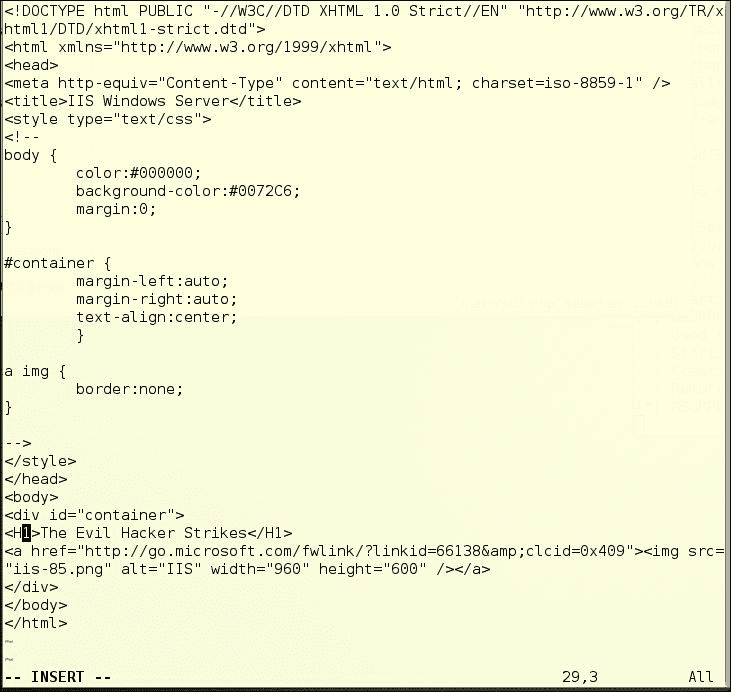 <!DOCTYPE html PUBLIC "-//W3C//DTD XHTML 1.0 Strict//EN" "http://www.w3.org/TR/x
html1/DTD/xhtml1-strict.dtd">
<html xmlns="http://www.w3.org/1999/xhtml">
<head>
<meta http-equiv="Content-Type" content="text/html; charset=iso-8859-1" />
<title>IIS Windows Server</title>
<style type="text/css">
<!--
body {
        color:#000000;
        background-color:#0072C6;
        margin:0;
}

#container {
        margin-left:auto;
        margin-right:auto;
        text-align:center;
        }

a img {
        border:none;
}

-->
</style>
</head>
<body>
<div id="container">
<H1>The Evil Hacker Strikes</H1>
<a href="http://go.microsoft.com/fwlink/?linkid=66138&amp;clcid=0x409"><img src=
"iis-85.png" alt="IIS" width="960" height="600" /></a>
</div>
</body>
</html>
~
~
-- INSERT --                                                  29,3          All